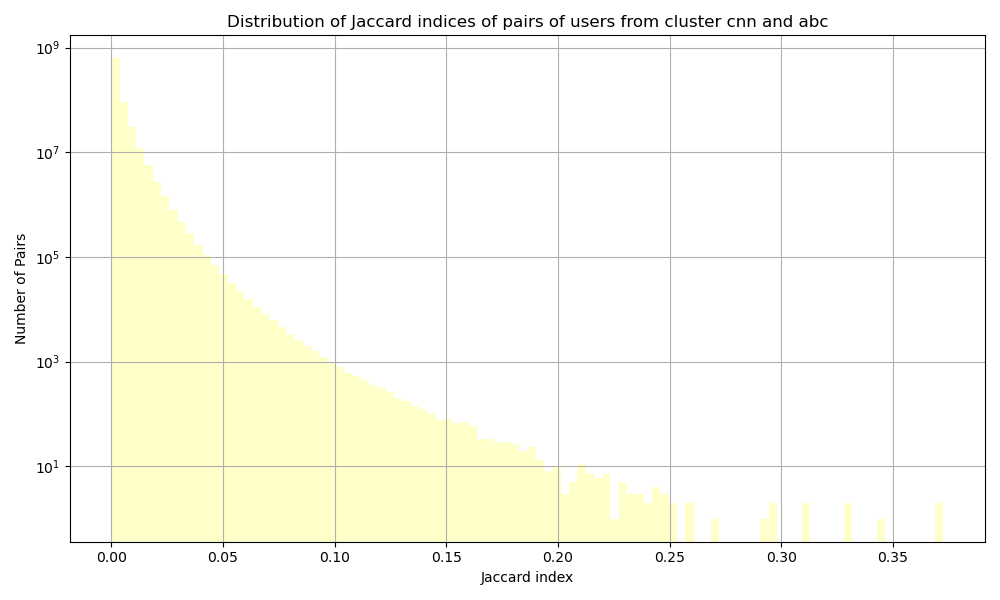 Distribution of Jaccard indices of pairs of users from cluster cnn and abc
Number of Pairs
10⁹
10⁷
10⁵
10³
10¹
0.00 0.05 0.10 0.15 0.20 0.25 0.30 0.35
Jaccard index